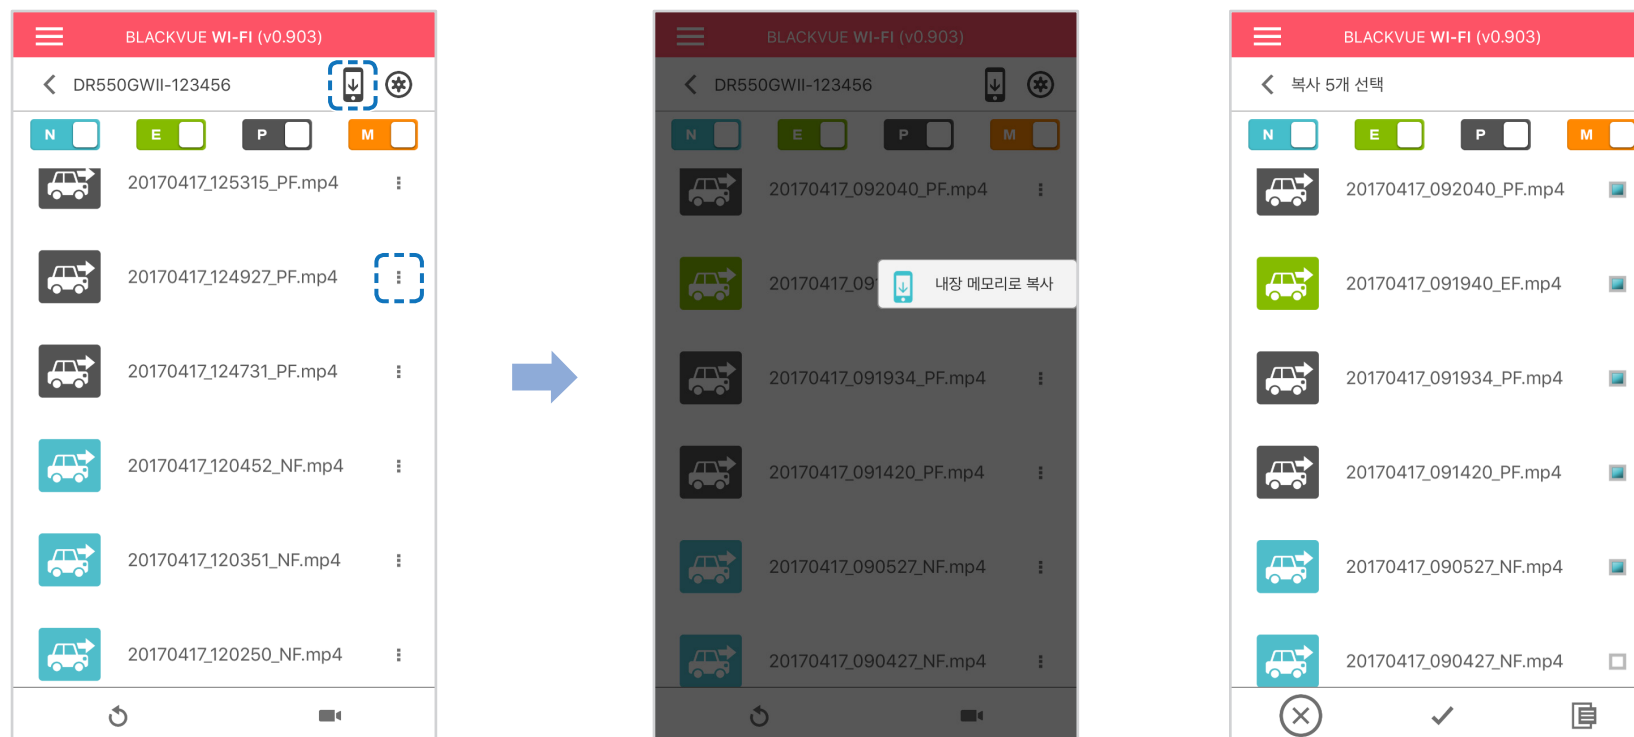 BLACKVUE WI-FI (v0.903)
DR550GWII-123456
N E P M
20170417_125315_PF.mp4
20170417_124927_PF.mp4
20170417_124731_PF.mp4
20170417_120452_NF.mp4
20170417_120351_NF.mp4
20170417_120250_NF.mp4
BLACKVUE WI-FI (v0.903)
DR550GWII-123456
N E P M
20170417_092040_PF.mp4
20170417_09
내장 메모리로 복사
20170417_091934_PF.mp4
20170417_091420_PF.mp4
20170417_090527_NF.mp4
20170417_090427_NF.mp4
BLACKVUE WI-FI (v0.903)
복사 5개 선택
N E P M
20170417_092040_PF.mp4
20170417_091940_EF.mp4
20170417_091934_PF.mp4
20170417_091420_PF.mp4
20170417_090527_NF.mp4
20170417_090427_NF.mp4